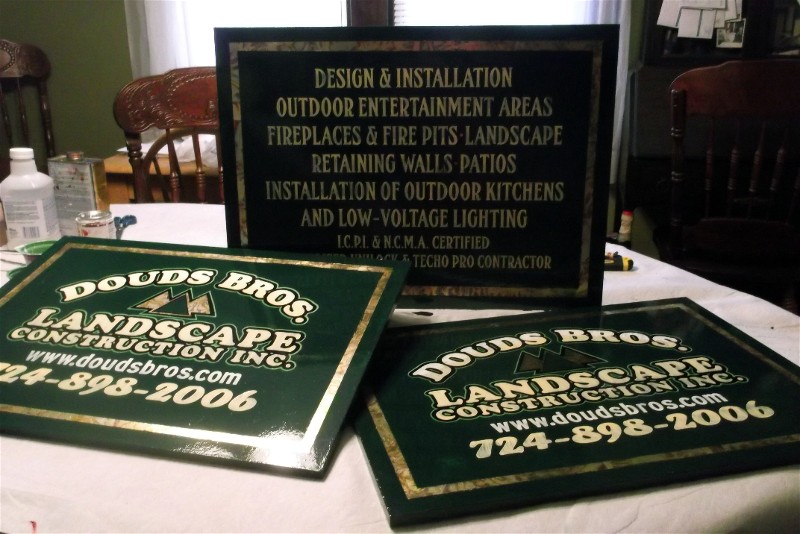 DESIGN & INSTALLATION
OUTDOOR ENTERTAINMENT AREAS
FIREPLACES & FIRE PITS·LANDSCAPE
RETAINING WALLS·PATIOS
INSTALLATION OF OUTDOOR KITCHENS
AND LOW-VOLTAGE LIGHTING
I.C.P.I. & N.C.M.A. CERTIFIED
UNILOCK & TECHO PRO CONTRACTOR
DOUDS BROS.
LANDSCAPE
CONSTRUCTION INC.
www.doudsbros.com
724-898-2006
DOUDS BROS.
LANDSCAPE
CONSTRUCTION INC.
www.doudsbros.com
724-898-2006